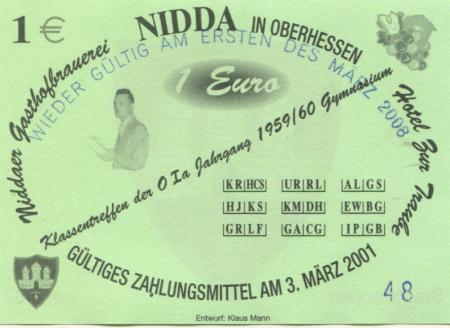 1 €
NIDDA IN OBERHESSEN
WIEDER GÜLTIG AM ERSTEN DES MÄRZ 2008
Niddaer Gasthofbrauerei
1 Euro
Hotel Zur Traube
Klassentreffen der O Ia Jahrgang 1959/60 Gymnasium
KR HCS UR RL AL GS
HJ KS KM DH EW BG
GR LF GA CG IP GB
GÜLTIGES ZAHLUNGSMITTEL AM 3. MÄRZ 2001
48
Entwurf: Klaus Mann